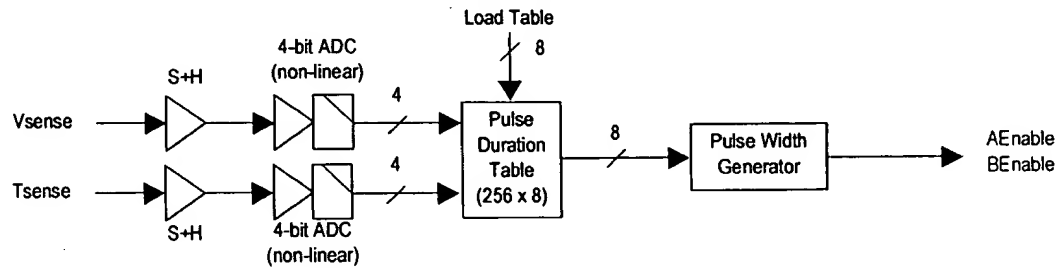 Load Table
8
4-bit ADC
(non-linear)
S+H
4
Vsense
Pulse
Duration
Table
(256 x 8)
8
Pulse Width
Generator
AEnable
BEnable
Tsense
4
S+H
4-bit ADC
(non-linear)